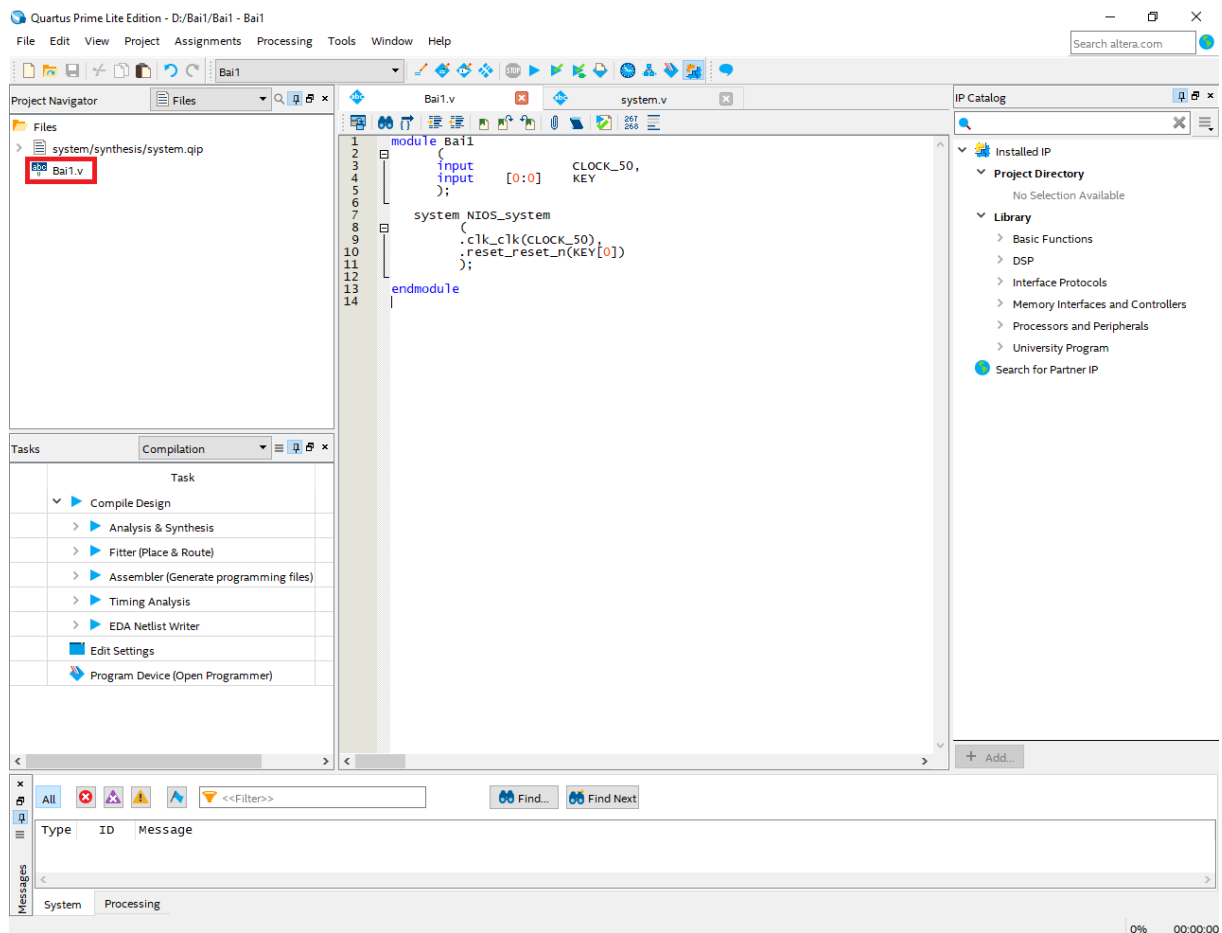 Quartus Prime Lite Edition - D:/Bai1/Bai1 - Bai1
File Edit View Project Assignments Processing Tools Window Help
Search altera.com
STOP
Bai1
Project Navigator
Files
Files
system/synthesis/system.qip
abc
Bai1.v
Tasks
Compilation
Task
Compile Design
Analysis & Synthesis
Fitter (Place & Route)
Assembler (Generate programming files)
Timing Analysis
EDA Netlist Writer
Edit Settings
Program Device (Open Programmer)
Bai1.v
system.v
267
268
1 module Bai1
2 (
3 input CLOCK_50,
4 input [0:0] KEY
5 );
6
7 system NIOS_system
8 (
9 .clk_clk(CLOCK_50),
10 .reset_reset_n(KEY[0])
11 );
12
13 endmodule
14
IP Catalog
Installed IP
Project Directory
No Selection Available
Library
Basic Functions
DSP
Interface Protocols
Memory Interfaces and Controllers
Processors and Peripherals
University Program
Search for Partner IP
+ Add...
All
<<Filter>>
Find...
Find Next
Type ID Message
Messages
System Processing
0% 00:00:00